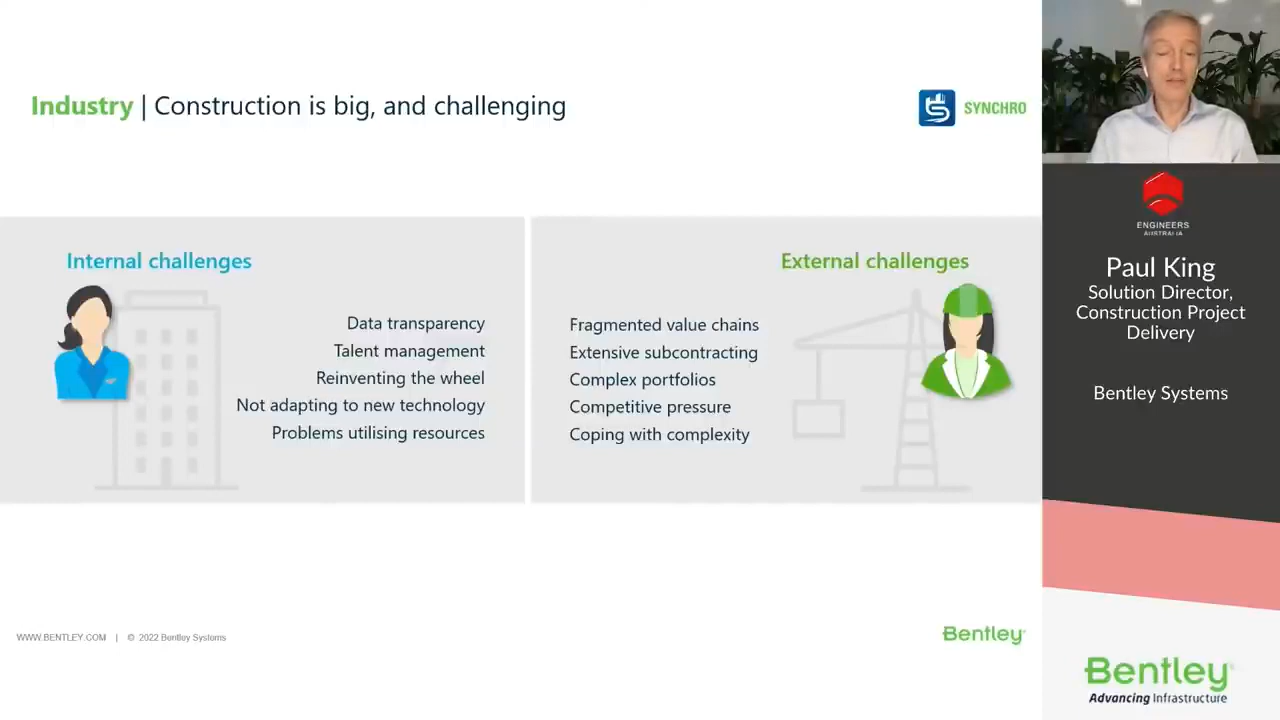 Industry | Construction is big, and challenging
SYNCHRO
Internal challenges
Data transparency
Talent management
Reinventing the wheel
Not adapting to new technology
Problems utilising resources
External challenges
Fragmented value chains
Extensive subcontracting
Complex portfolios
Competitive pressure
Coping with complexity
WWW.BENTLEY.COM | © 2022 Bentley Systems
Bentley
ENGINEERS
AUSTRALIA
Paul King
Solution Director,
Construction Project
Delivery
Bentley Systems
Bentley
Advancing Infrastructure